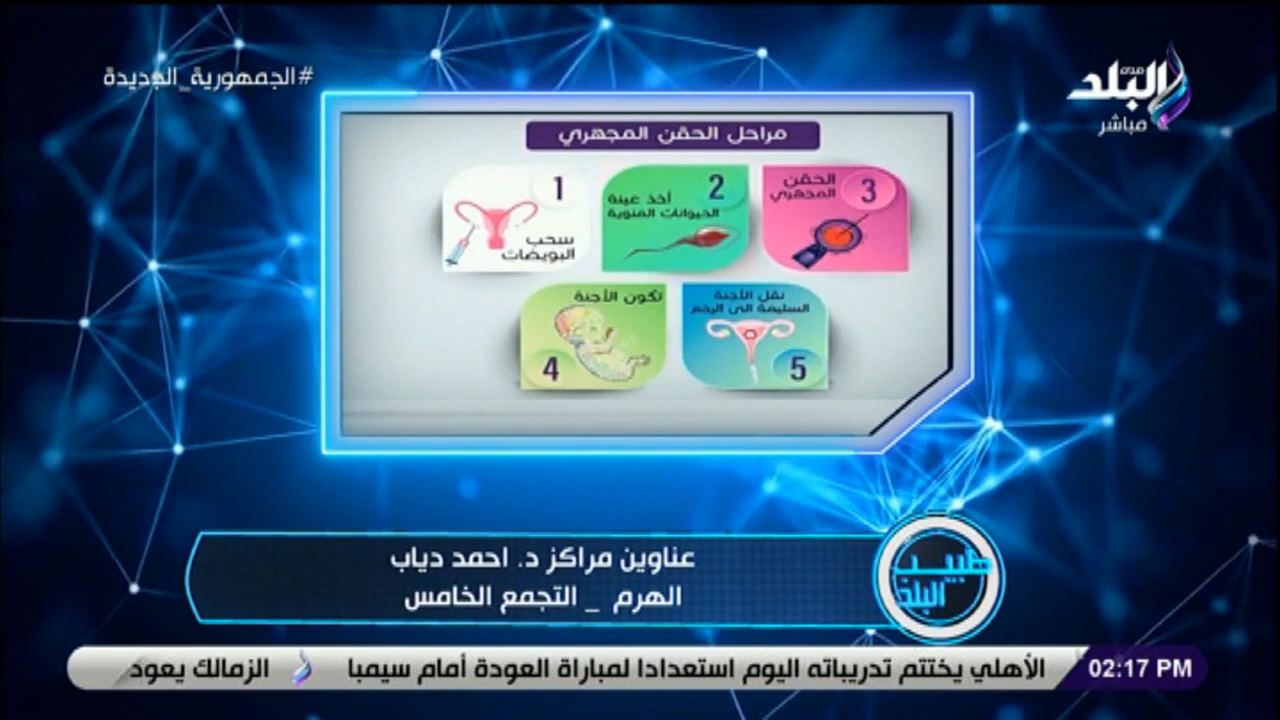 #الجمهورية_الجديدة
صدى
البلد
مباشر
مراحل الحقن المجهري
1
سحب
البويضات
2
أخذ عينة
الحيوانات المنوية
3
الحقن
المجهري
تكون الأجنة
4
نقل الأجنة
السليمة الى الرحم
5
عناوين مراكز د. احمد دياب
الهرم _ التجمع الخامس
طبيب
البلد
02:17 PM
الأهلي يختتم تدريباته اليوم استعدادا لمباراة العودة أمام سيمبا
الزمالك يعود